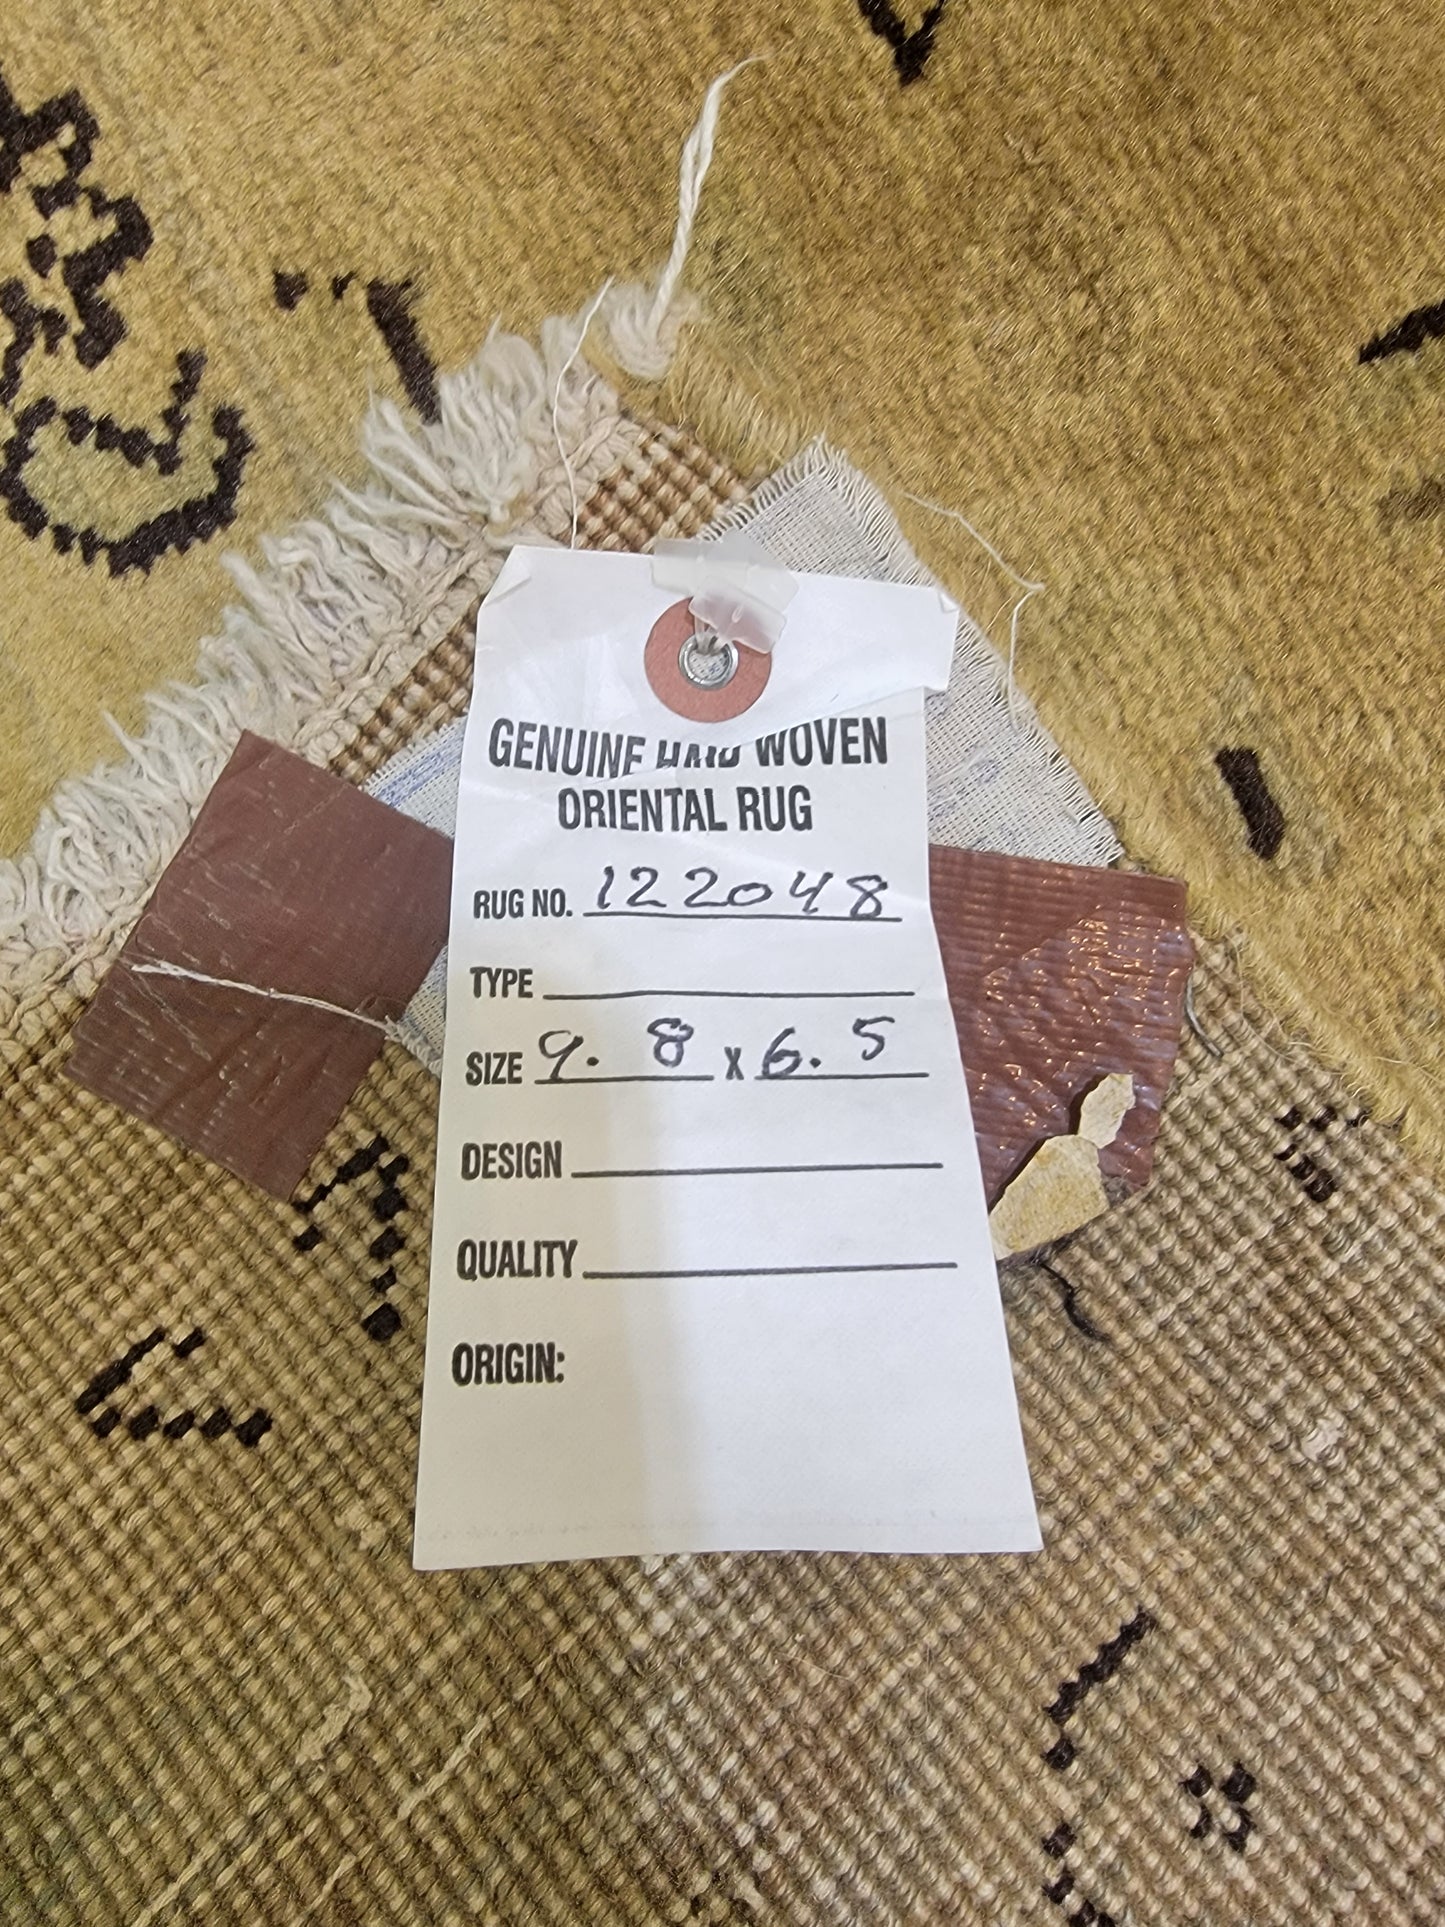 GENUINE HAND WOVEN
ORIENTAL RUG
RUG NO. 122048
TYPE
SIZE 9. 8 X 6. 5
DESIGN
QUALITY
ORIGIN: